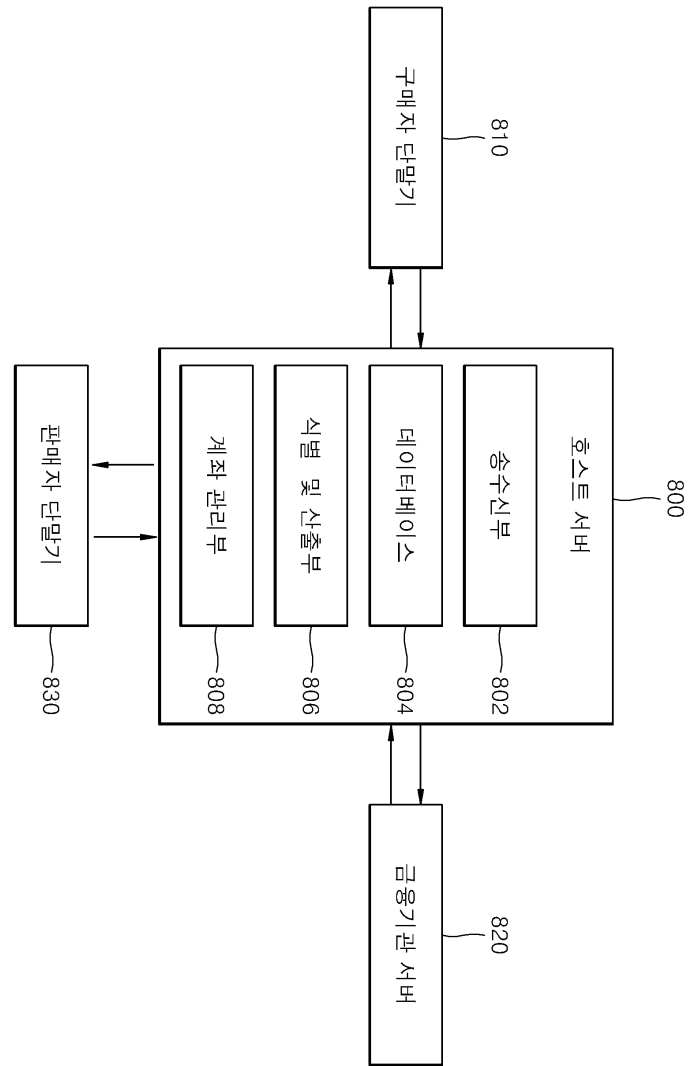 800
호스트 서버
810
구매자 단말기
송수신부
802
데이터베이스
804
식별 및 산출부
806
계좌 관리부
808
820
금융기관 서버
판매자 단말기
830